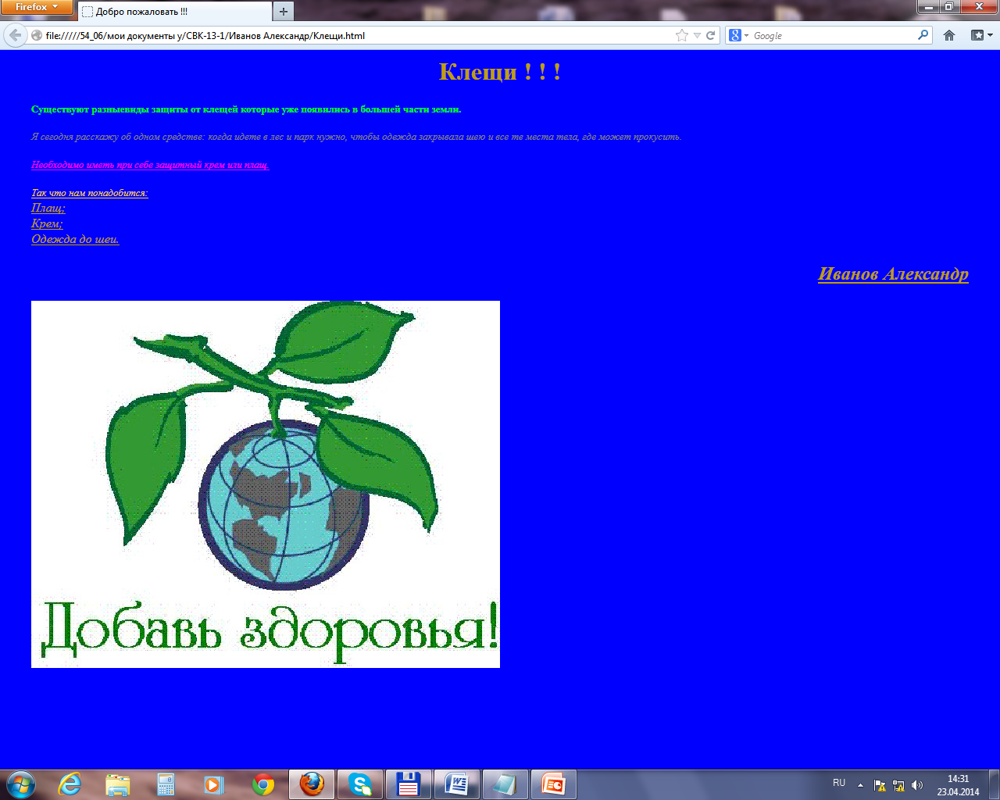 Firefox
Добро пожаловать !!!
file://///54_06/мои документы у/СВК-13-1/Иванов Александр/Клещи.html
Google
Клещи ! ! !
Существуют разныевиды защиты от клещей которые уже появились в большей части земли.
Я сегодня расскажу об одном средстве: когда идете в лес и парк нужно, чтобы одежда закрывала шею и все те места тела, где может прокусить.
Необходимо иметь при себе защитный крем или плащ.
Так что нам понадобится:
Плащ;
Крем;
Одежда до шеи.
Иванов Александр
Добавь здоровья!
RU
14:31
23.04.2014